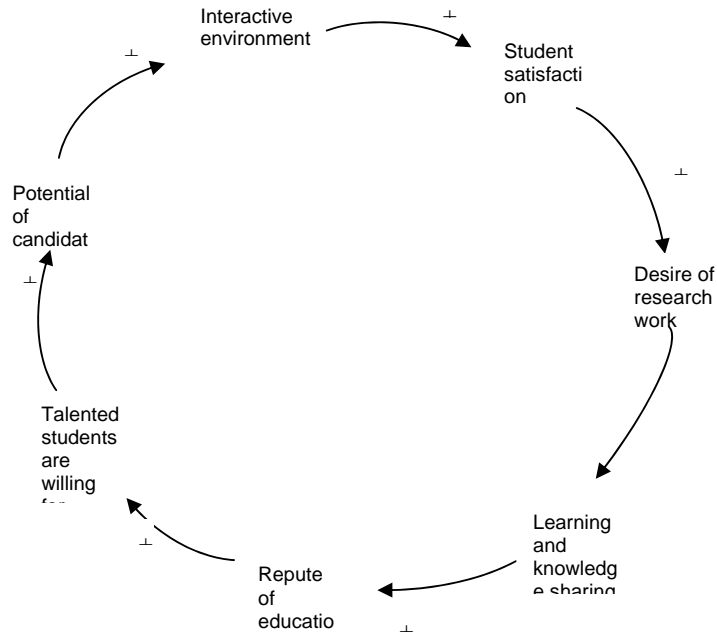 Interactive
environment
Student
satisfacti
on
Desire of
research
work
Learning
and
knowledg
e sharing
Repute
of
educatio
Talented
students
are
willing
Potential
of
candidat